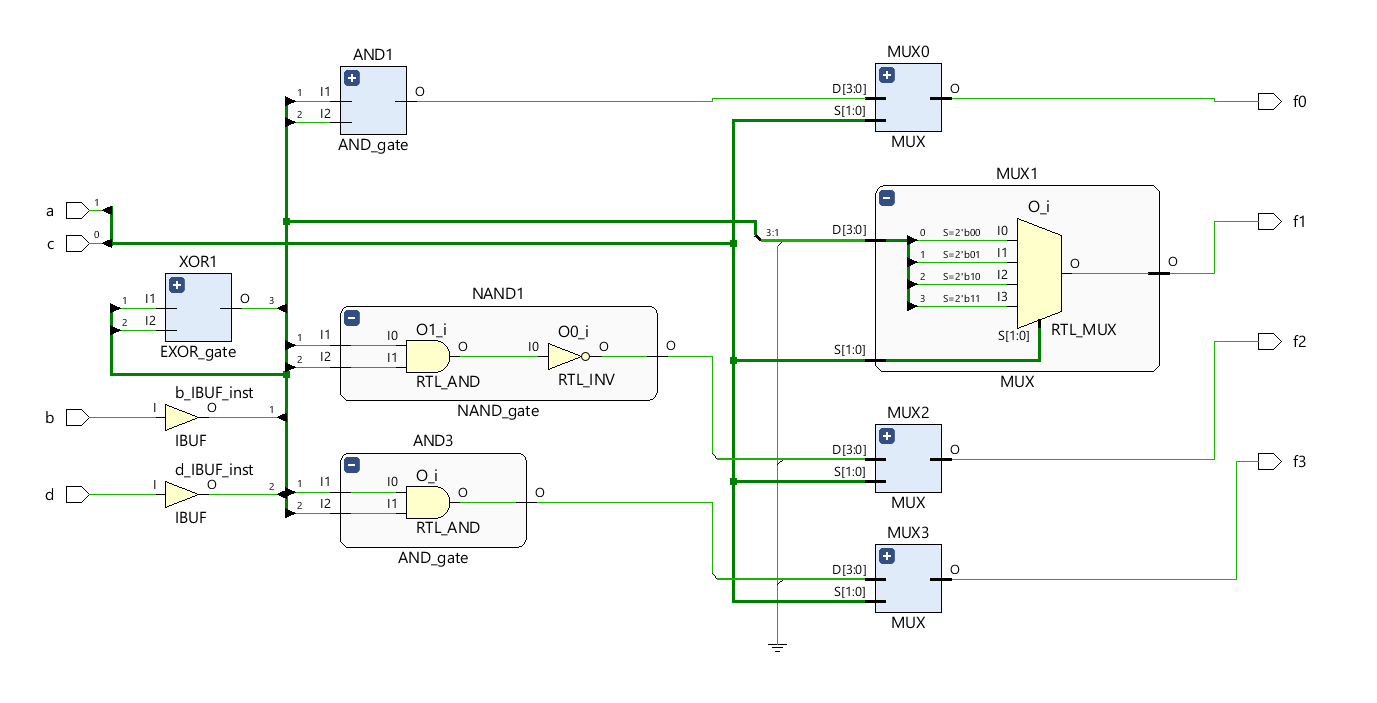 AND1
1 I1
2 I2
O
AND_gate
MUX0
D[3:0]
S[1:0]
O
MUX
f0
a 1
c 0
MUX1
D[3:0]
3:1
O_i
0 S=2'b00 I0
1 S=2'b01 I1
2 S=2'b10 I2
3 S=2'b11 I3
O
O
S[1:0]
RTL_MUX
S[1:0]
MUX
f1
XOR1
1 I1
2 I2
O 3
EXOR_gate
NAND1
1 I1
2 I2
O1_i
I0
I1
O
RTL_AND
O0_i
I0
O
RTL_INV
O
NAND_gate
f2
b
b_IBUF_inst
I
O
1
IBUF
MUX2
D[3:0]
S[1:0]
O
MUX
AND3
1 I1
2 I2
O_i
I0
I1
O
RTL_AND
O
AND_gate
f3
d
d_IBUF_inst
I
O
2
IBUF
MUX3
D[3:0]
S[1:0]
O
MUX